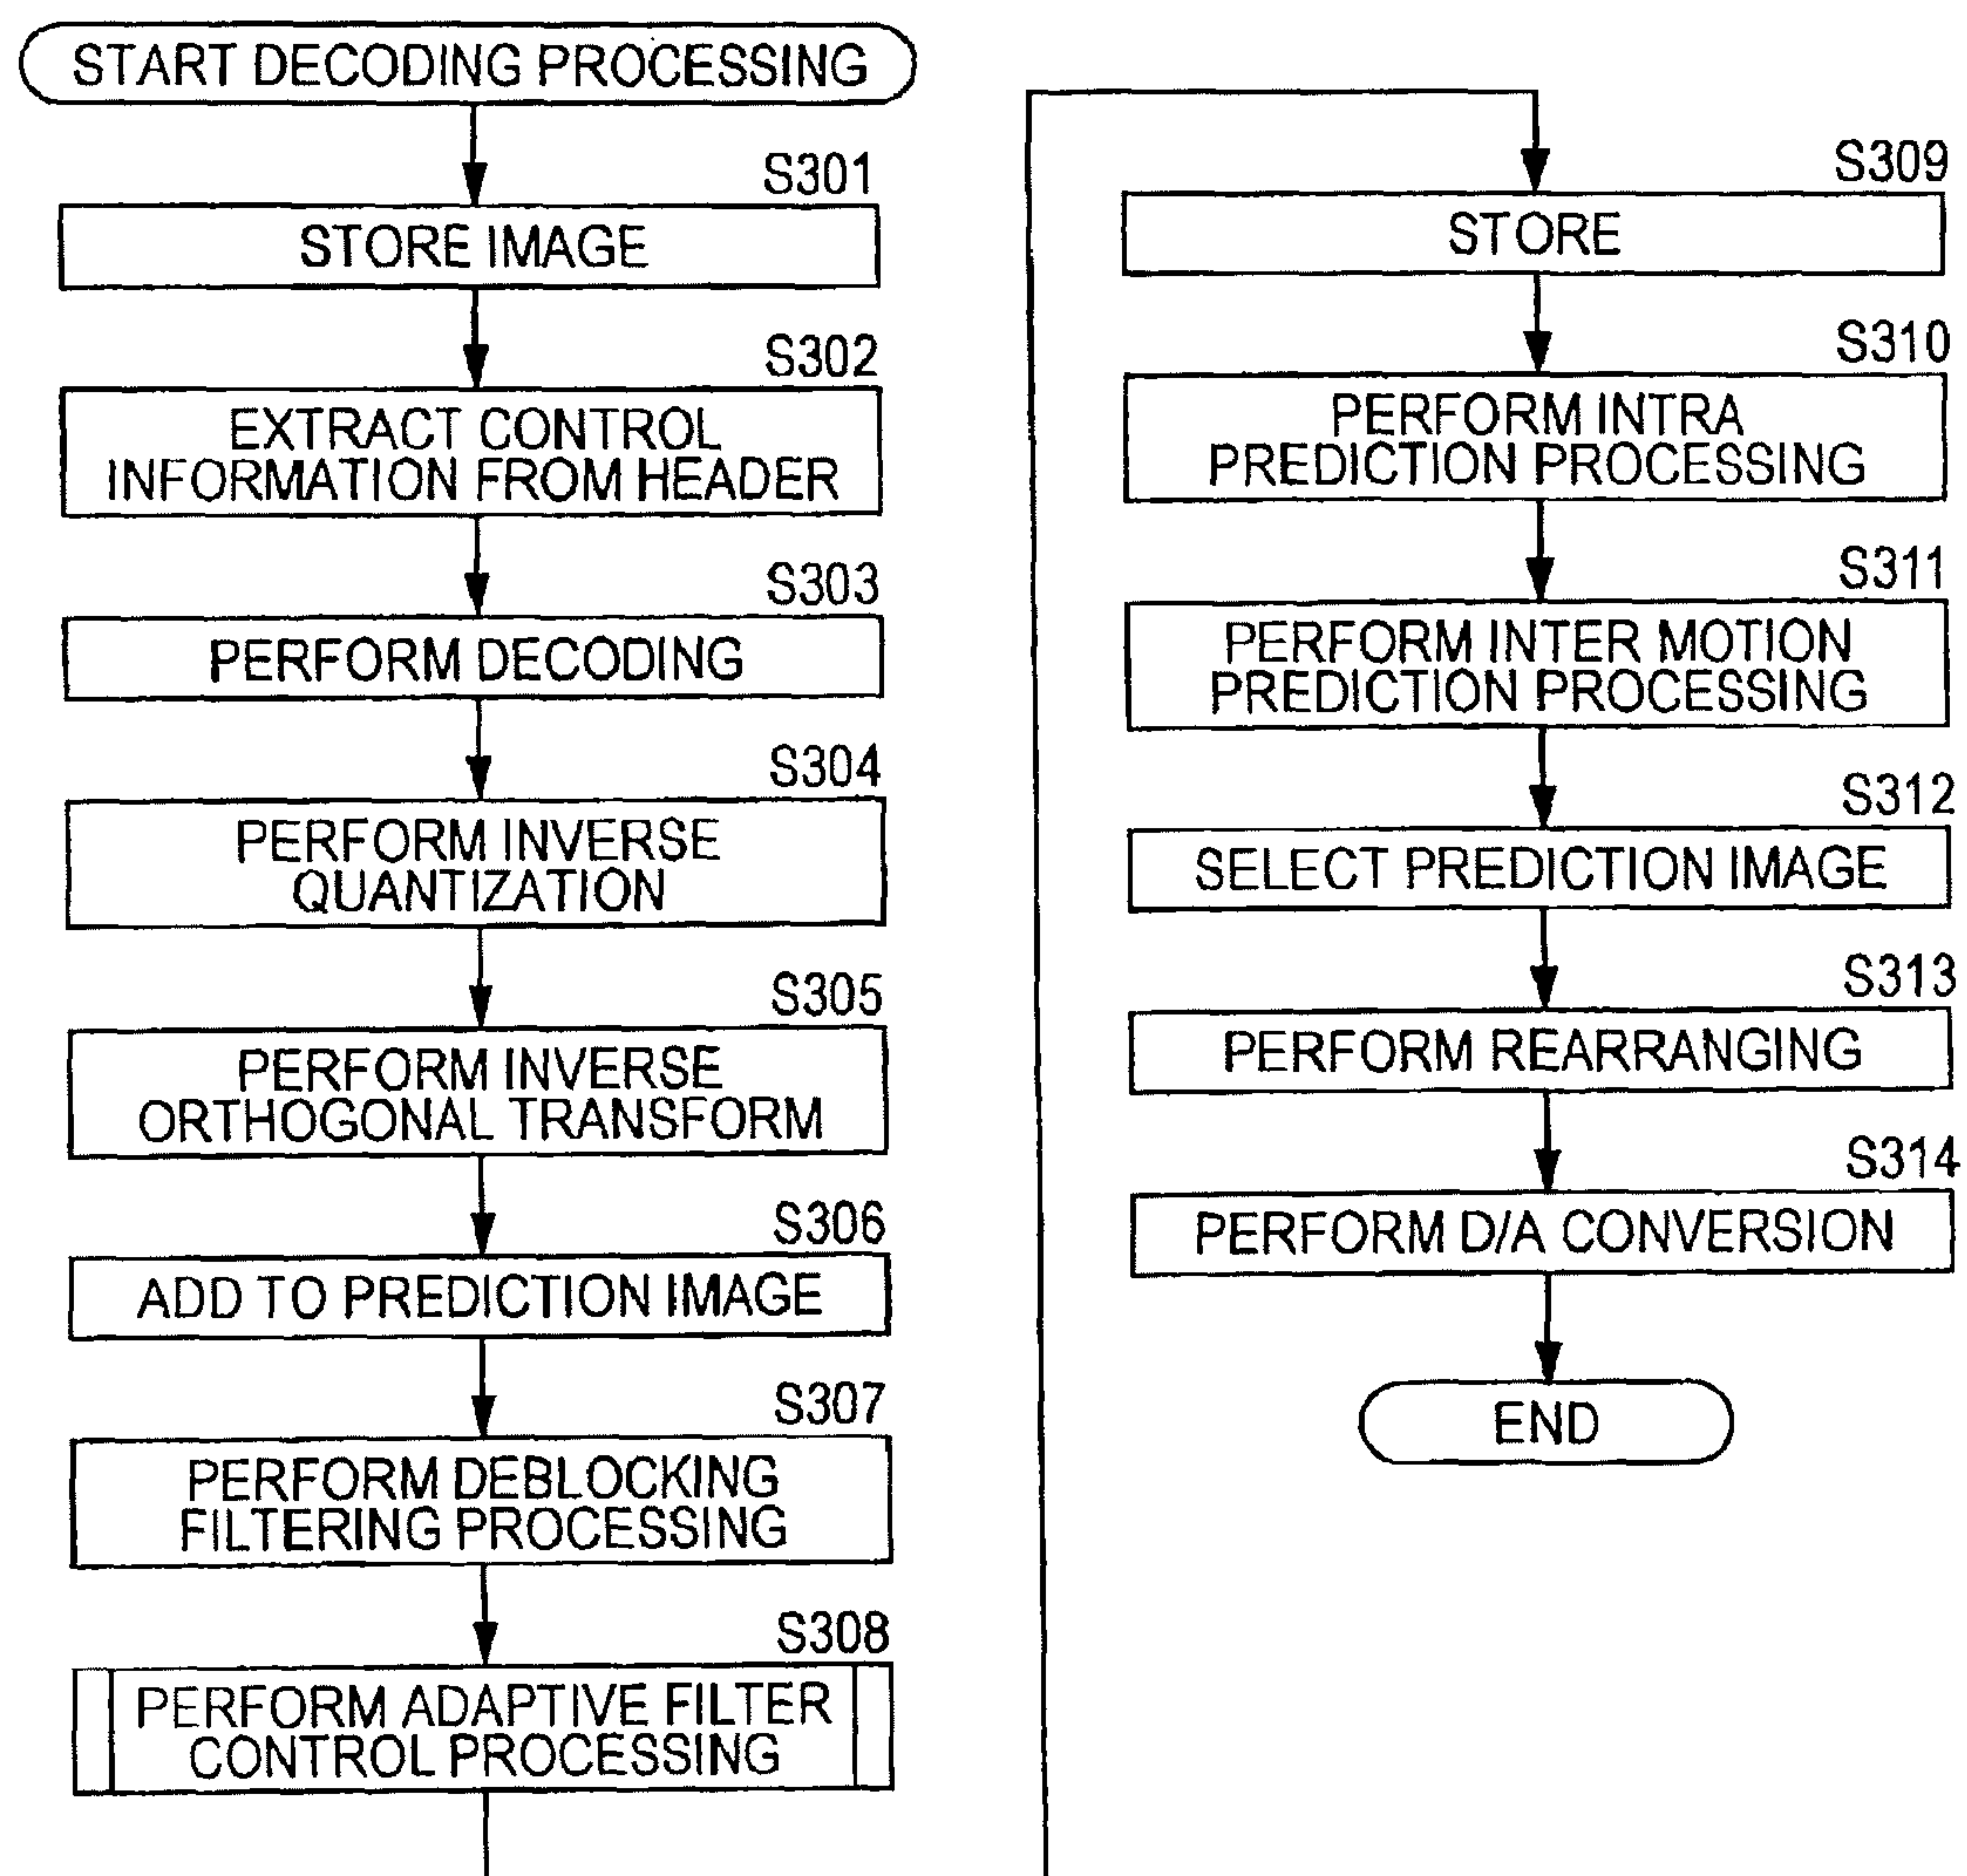 START DECODING PROCESSING
S301
STORE IMAGE
S302
EXTRACT CONTROL
INFORMATION FROM HEADER
S303
PERFORM DECODING
S304
PERFORM INVERSE
QUANTIZATION
S305
PERFORM INVERSE
ORTHOGONAL TRANSFORM
S306
ADD TO PREDICTION IMAGE
S307
PERFORM DEBLOCKING
FILTERING PROCESSING
S308
PERFORM ADAPTIVE FILTER
CONTROL PROCESSING
S309
STORE
S310
PERFORM INTRA
PREDICTION PROCESSING
S311
PERFORM INTER MOTION
PREDICTION PROCESSING
S312
SELECT PREDICTION IMAGE
S313
PERFORM REARRANGING
S314
PERFORM D/A CONVERSION
END